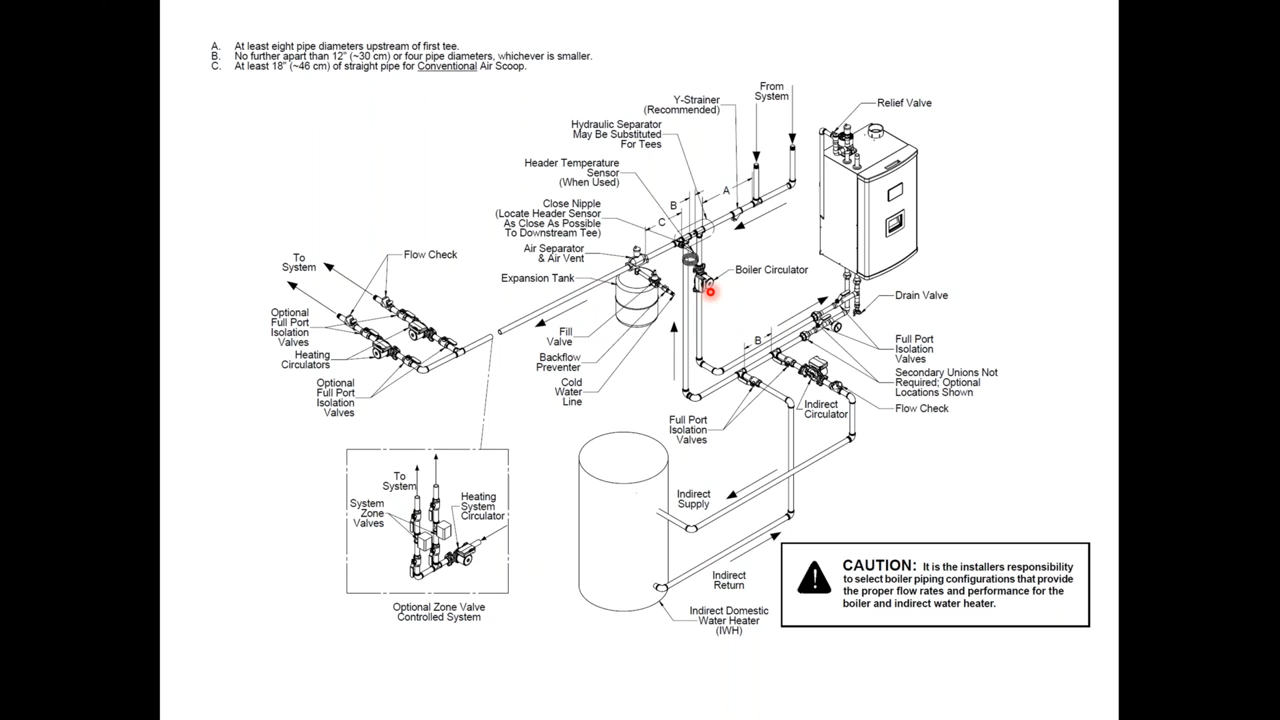 A. At least eight pipe diameters upstream of first tee.
B. No further apart than 12" (~30 cm) or four pipe diameters, whichever is smaller.
C. At least 18" (~46 cm) of straight pipe for Conventional Air Scoop.
From
System
Y-Strainer
(Recommended)
Relief Valve
Hydraulic Separator
May Be Substituted
For Tees
Header Temperature
Sensor
(When Used)
A
B
C
Close Nipple
(Locate Header Sensor
As Close As Possible
To Downstream Tee)
Air Separator
& Air Vent
Expansion Tank
To
System
Flow Check
Boiler Circulator
Drain Valve
Optional
Full Port
Isolation
Valves
Heating
Circulators
Optional
Full Port
Isolation
Valves
Fill
Valve
Backflow
Preventer
Cold
Water
Line
B
Full Port
Isolation
Valves
Secondary Unions Not
Required; Optional
Locations Shown
Flow Check
Indirect
Circulator
Full Port
Isolation
Valves
To
System
System
Zone
Valves
Heating
System
Circulator
Optional Zone Valve
Controlled System
Indirect
Supply
Indirect
Return
Indirect Domestic
Water Heater
(IWH)
CAUTION: It is the installers responsibility
to select boiler piping configurations that provide
the proper flow rates and performance for the
boiler and indirect water heater.